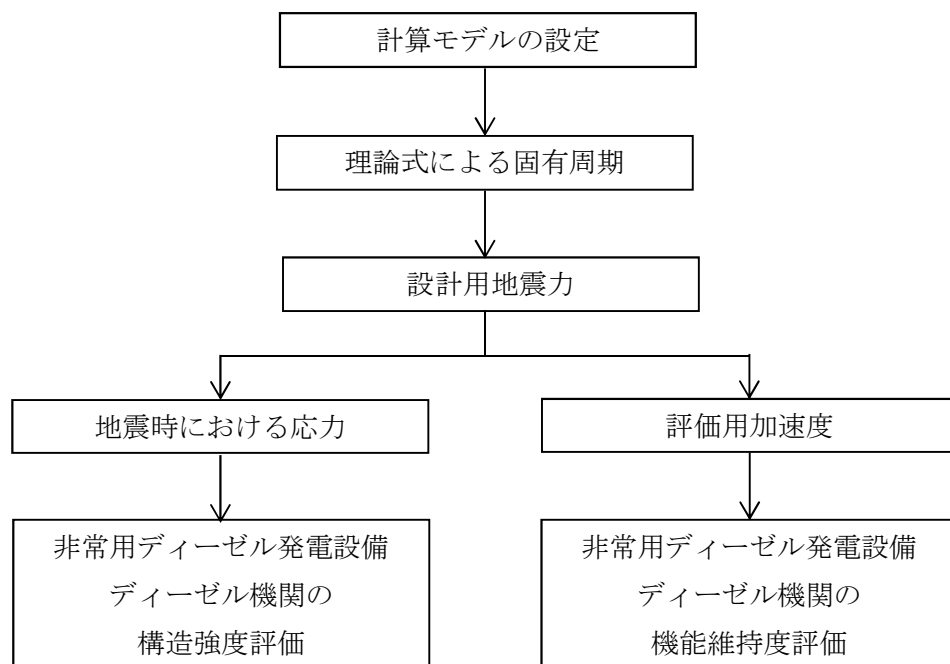 計算モデルの設定
理論式による固有周期
設計用地震力
地震時における応力
評価用加速度
非常用ディーゼル発電設備
ディーゼル機関の
構造強度評価
非常用ディーゼル発電設備
ディーゼル機関の
機能維持度評価